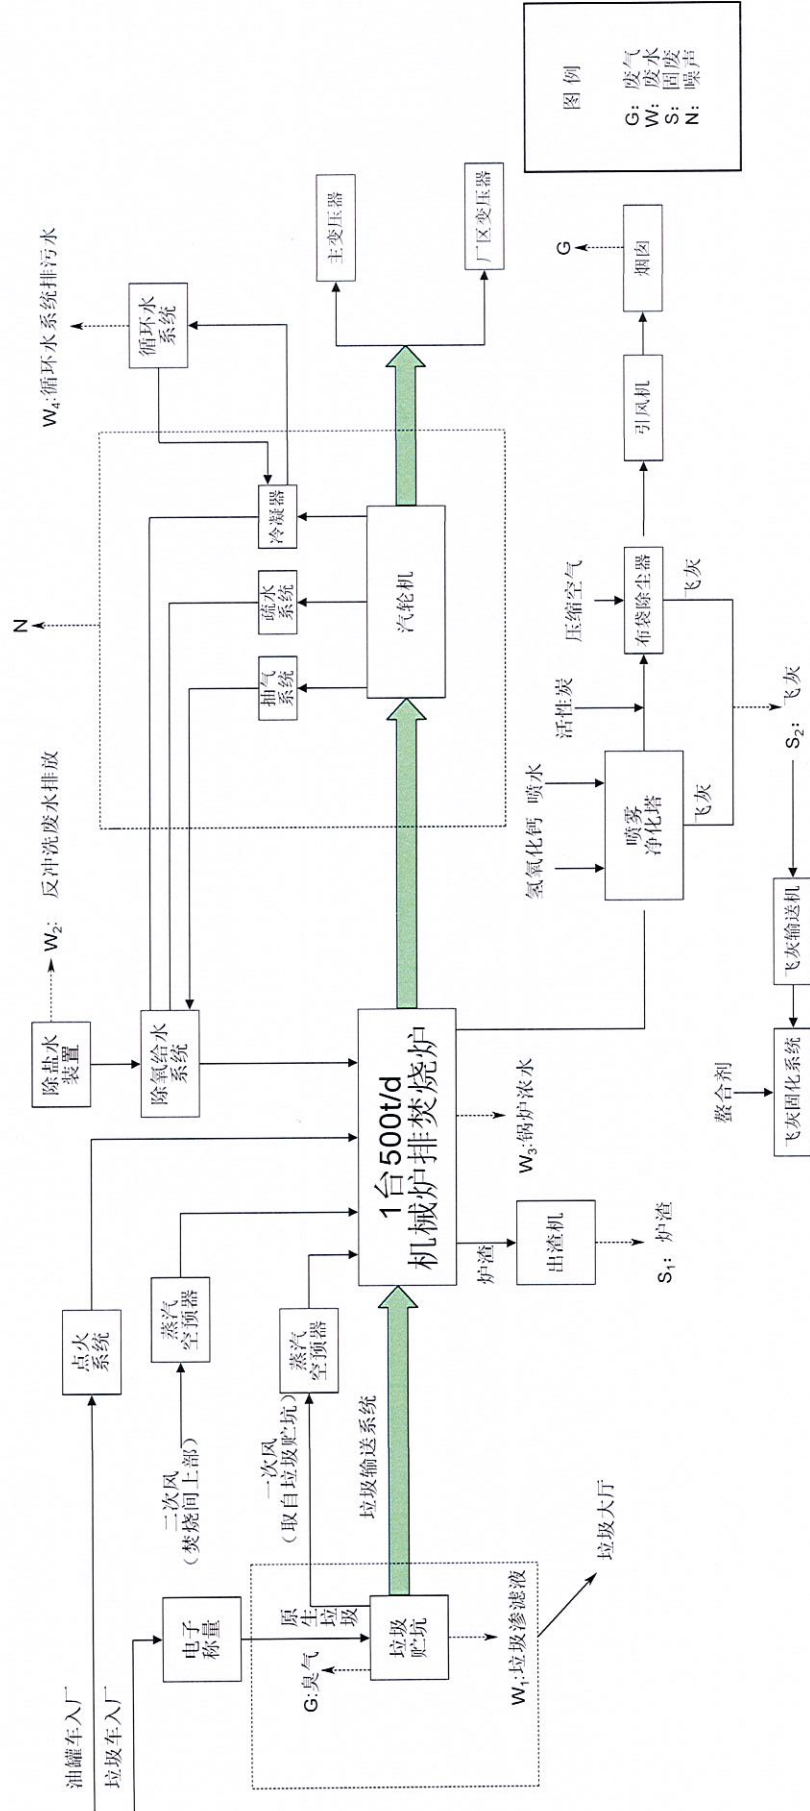 油罐车入厂
垃圾车入厂
点火
系统
二次风
（焚烧间上部）
蒸汽
空预器
电子
称量
一次风
（取自垃圾贮坑）
蒸汽
空预器
原
生
垃
圾
G:臭气
垃圾
贮坑
垃圾输送系统
W₁:垃圾渗滤液
垃圾大厅
除盐水
装置
W₂: 反冲洗废水排放
除氧给水
系统
1台500t/d
机械炉排焚烧炉
炉渣
出渣机
S₁: 炉渣
W₃:锅炉浓水
N
抽气
系统
疏水
系统
冷凝器
汽轮机
W₄:循环水系统排污水
循环水
系统
主变压器
厂区变压器
氢氧化钙
喷水
活性炭
压缩空气
喷雾
净化塔
布袋除尘器
引风机
烟囱
G
飞灰
飞灰
S₂: 飞灰
螯合剂
飞灰固化系统
飞灰输送机
图例
G: 废气
W: 废水
S: 固废
N: 噪声